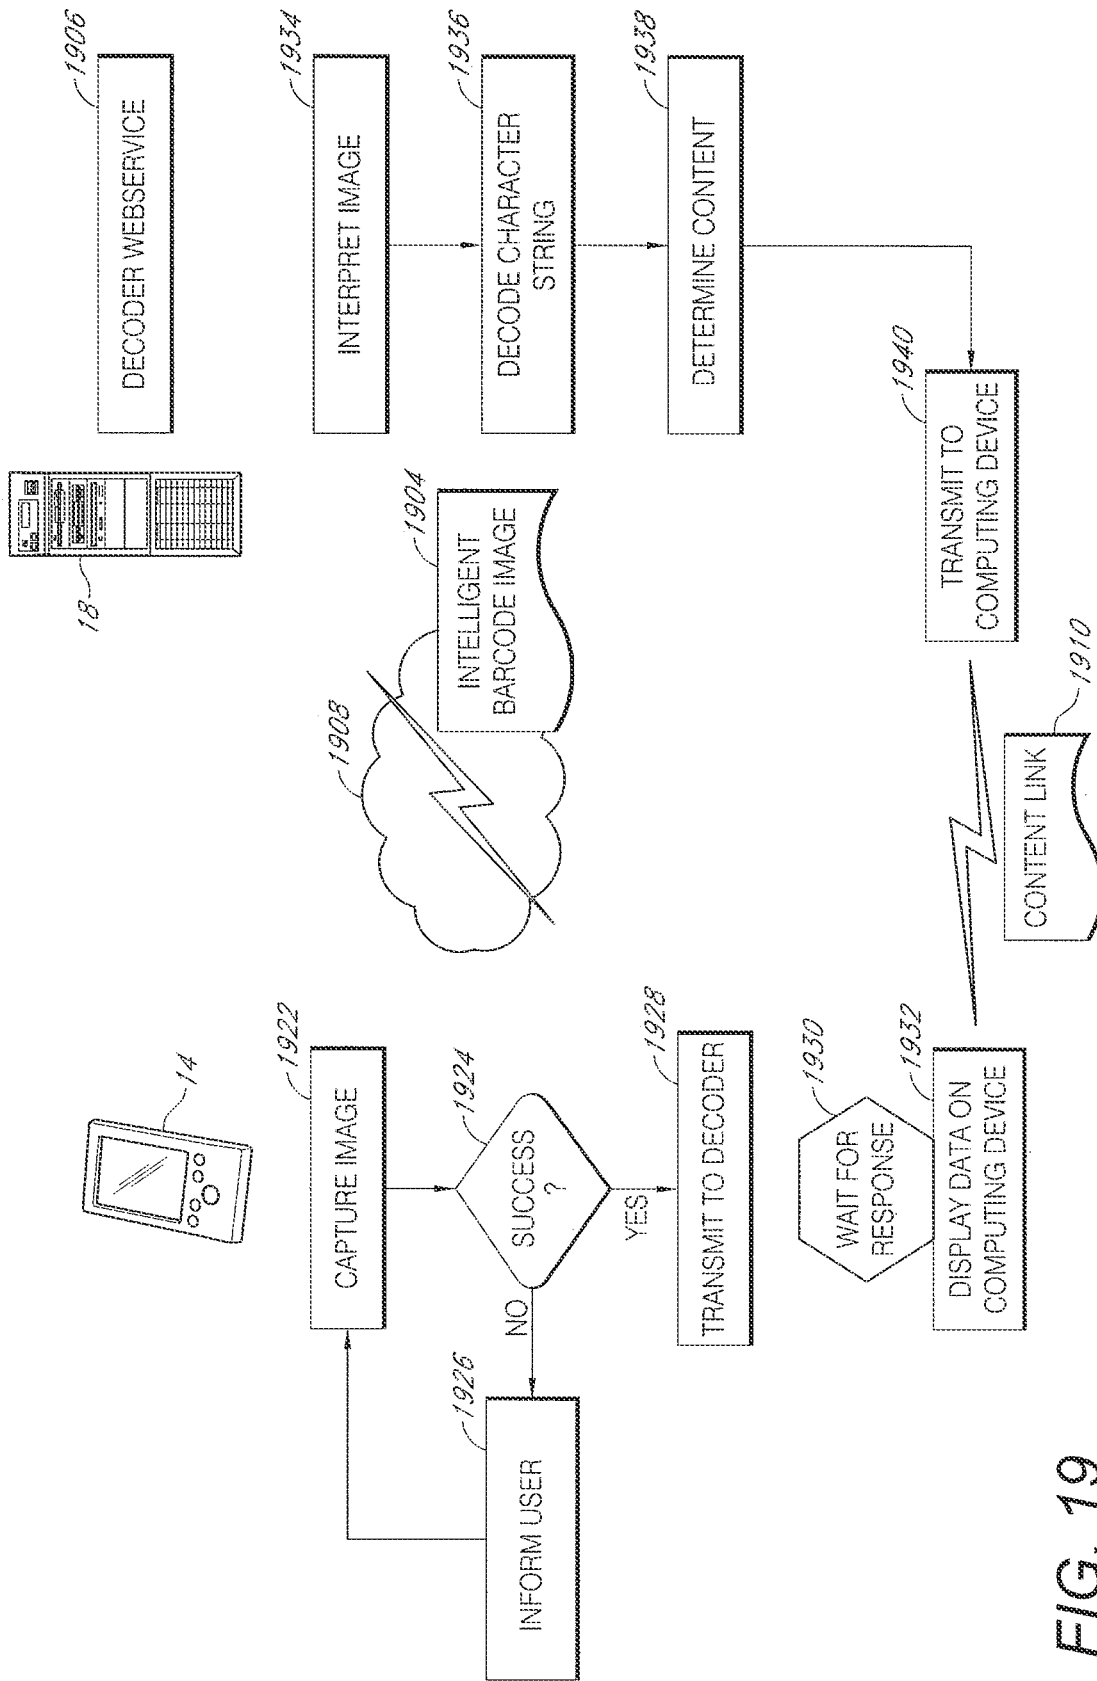 14
18
1906
DECODER WEBSERVICE
1922
CAPTURE IMAGE
1908
1904
INTELLIGENT
BARCODE IMAGE
1934
INTERPRET IMAGE
1926
INFORM USER
NO
1924
SUCCESS
?
YES
1936
DECODE CHARACTER
STRING
1928
TRANSMIT TO DECODER
1938
DETERMINE CONTENT
1930
WAIT FOR
RESPONSE
1932
DISPLAY DATA ON
COMPUTING DEVICE
1940
TRANSMIT TO
COMPUTING DEVICE
1910
CONTENT LINK
FIG. 19